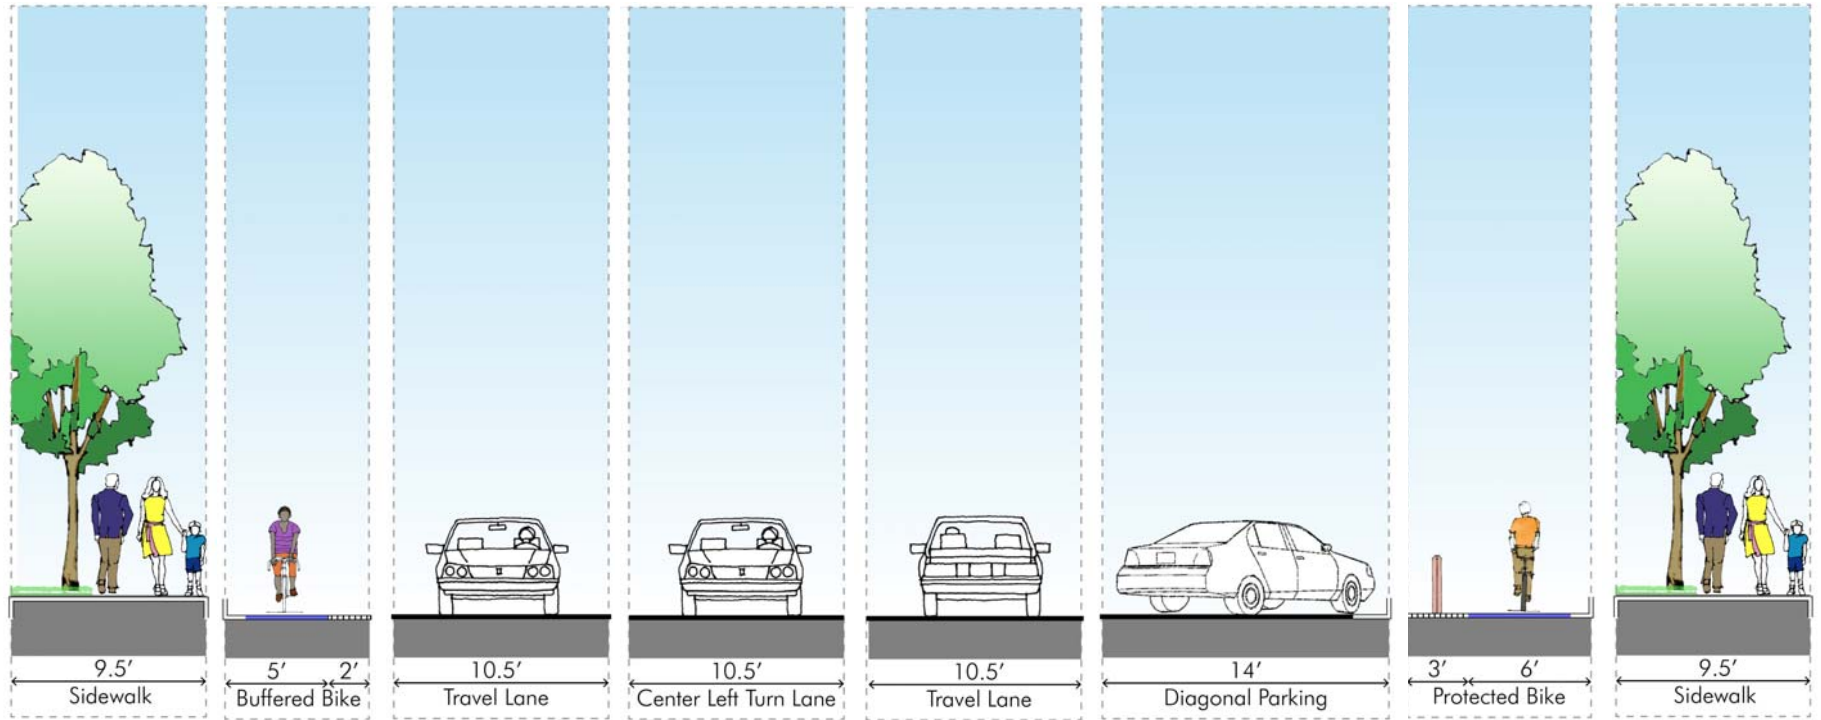 9.5′
Sidewalk
5′ 2′
Buffered Bike
10.5′
Travel Lane
10.5′
Center Left Turn Lane
10.5′
Travel Lane
14′
Diagonal Parking
3′ 6′
Protected Bike
9.5′
Sidewalk